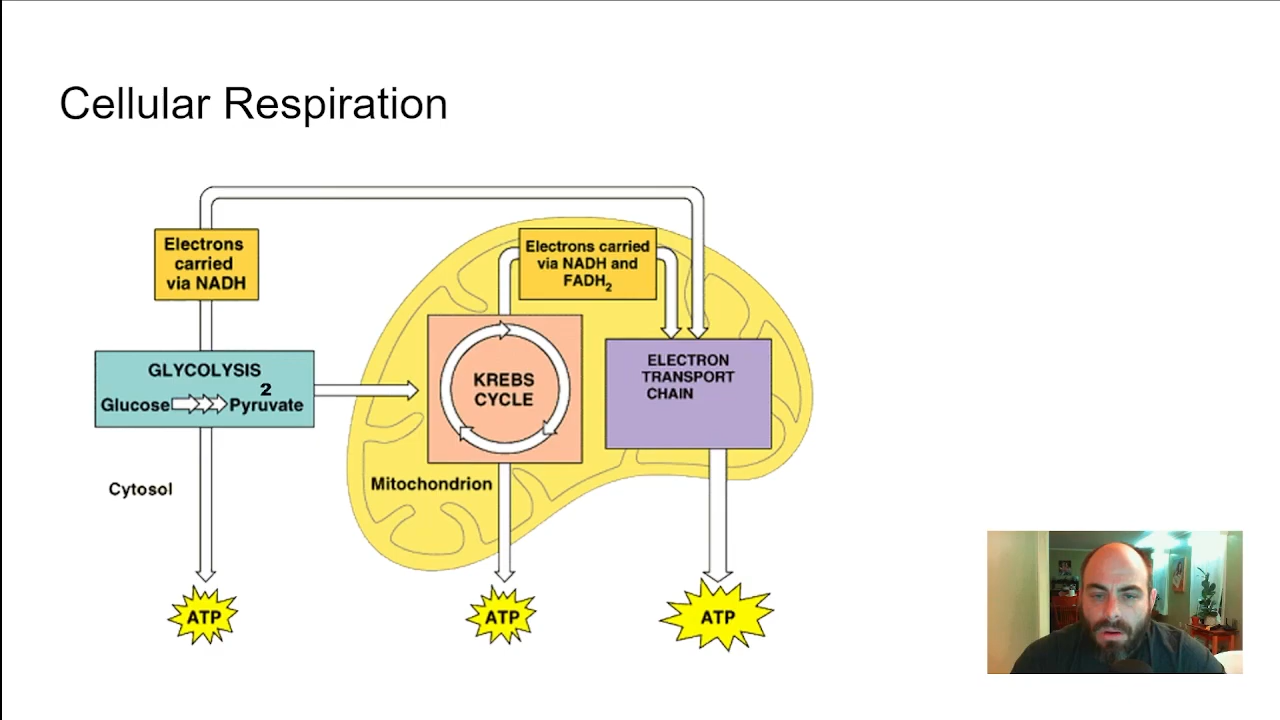 Cellular Respiration
Electrons
carried
via NADH
Electrons carried
via NADH and
FADH2
GLYCOLYSIS
2
Glucose Pyruvate
KREBS
CYCLE
ELECTRON
TRANSPORT
CHAIN
Cytosol
Mitochondrion
ATP
ATP
ATP